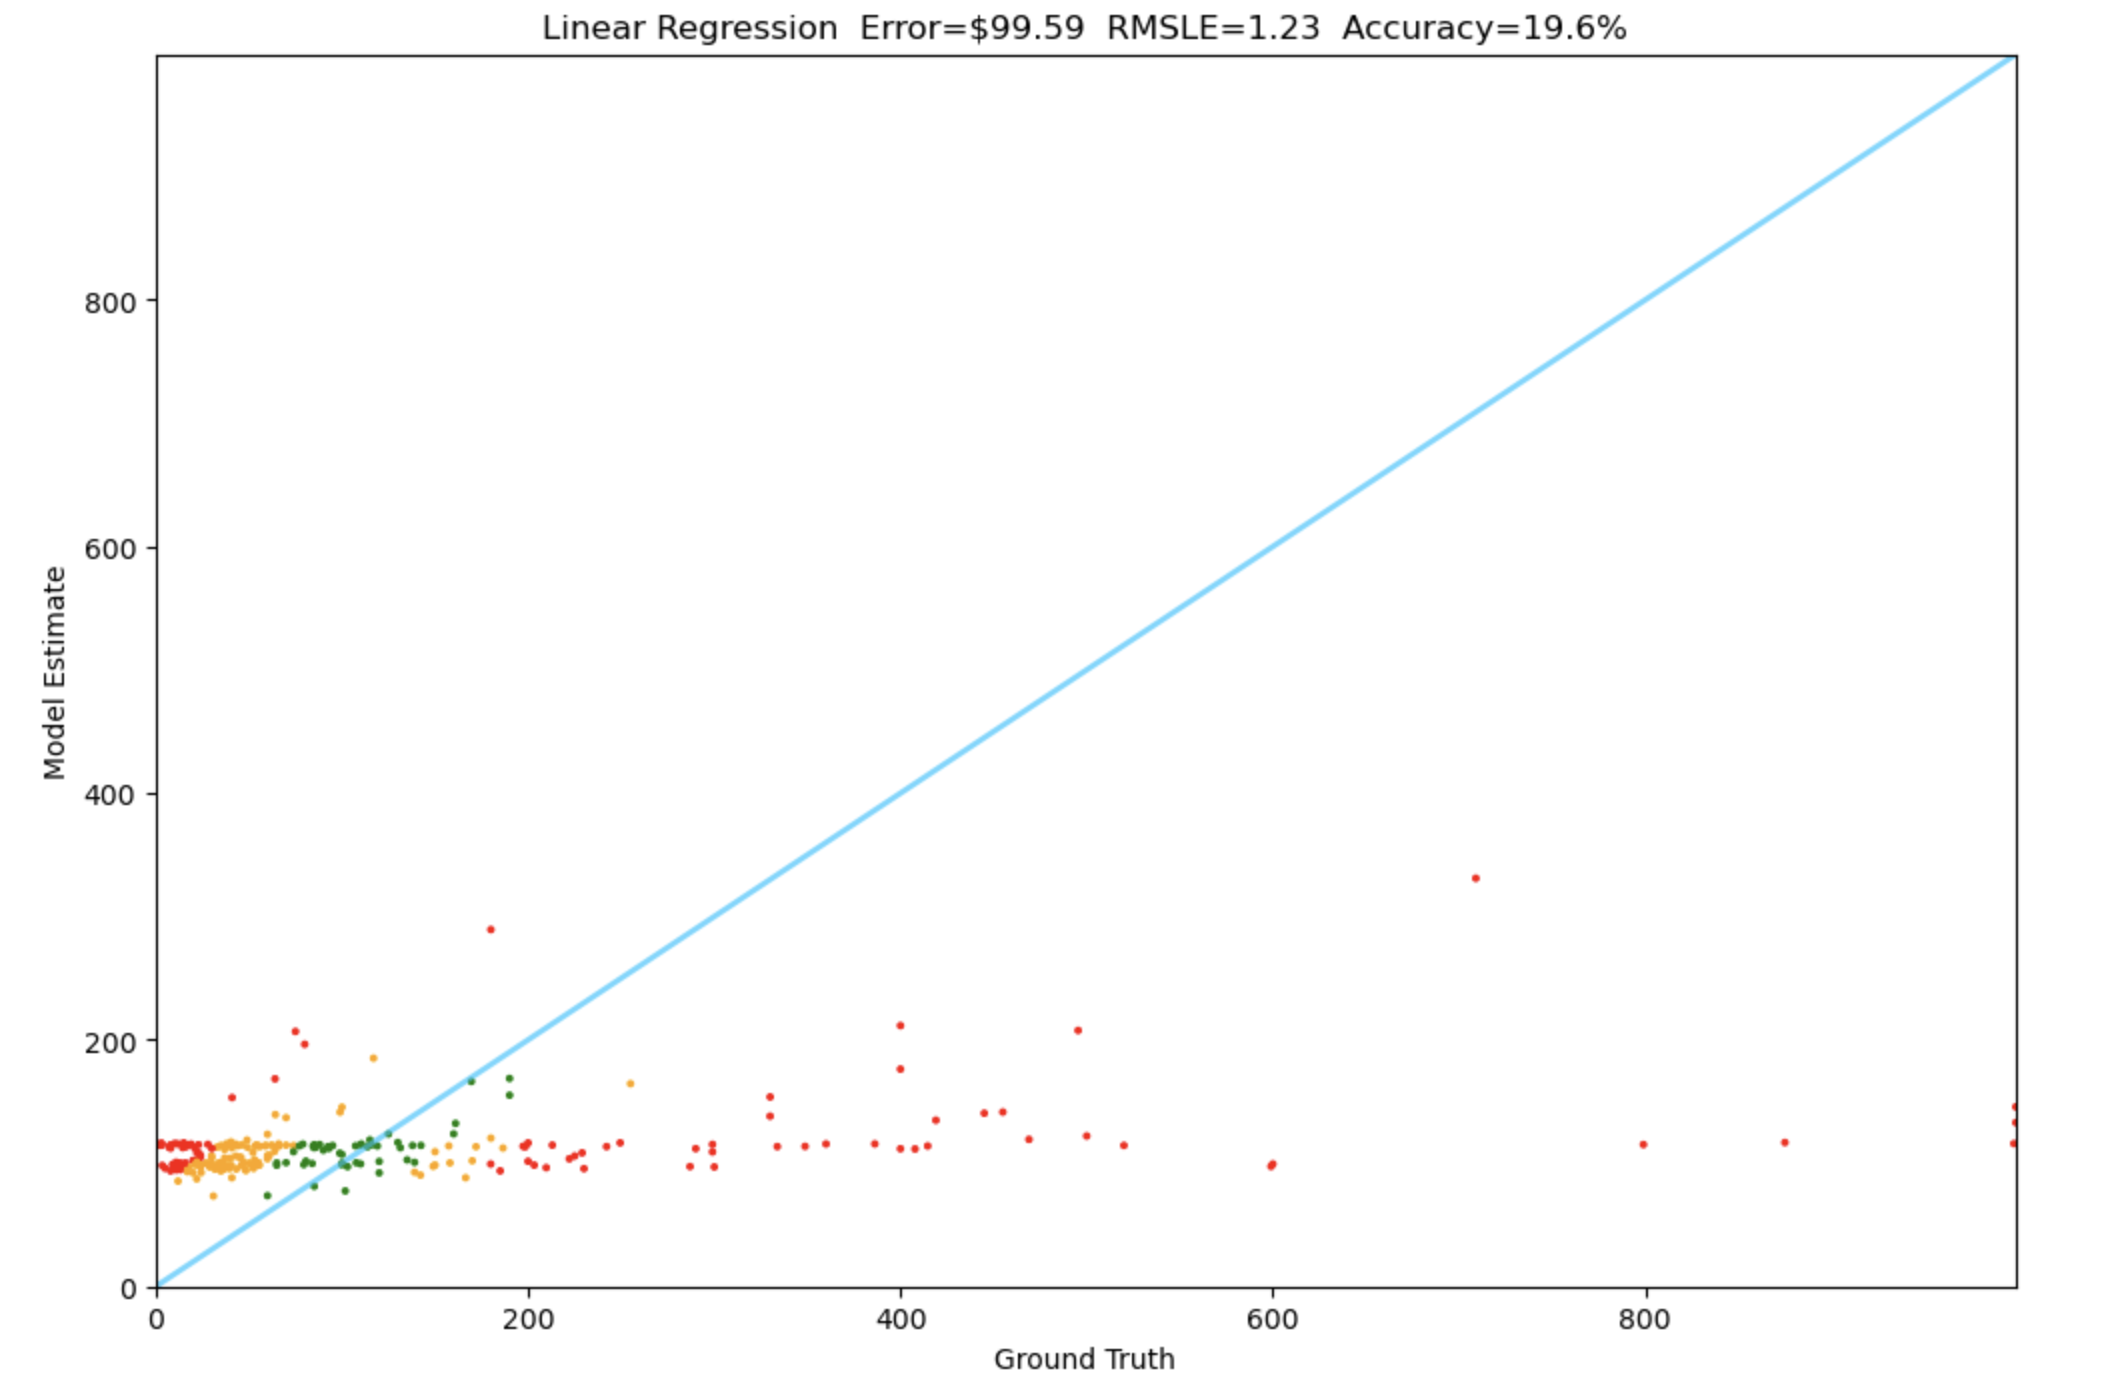 Linear Regression  Error=$99.59  RMSLE=1.23  Accuracy=19.6%
800
600
400
200
0
Model Estimate
0 200 400 600 800
Ground Truth